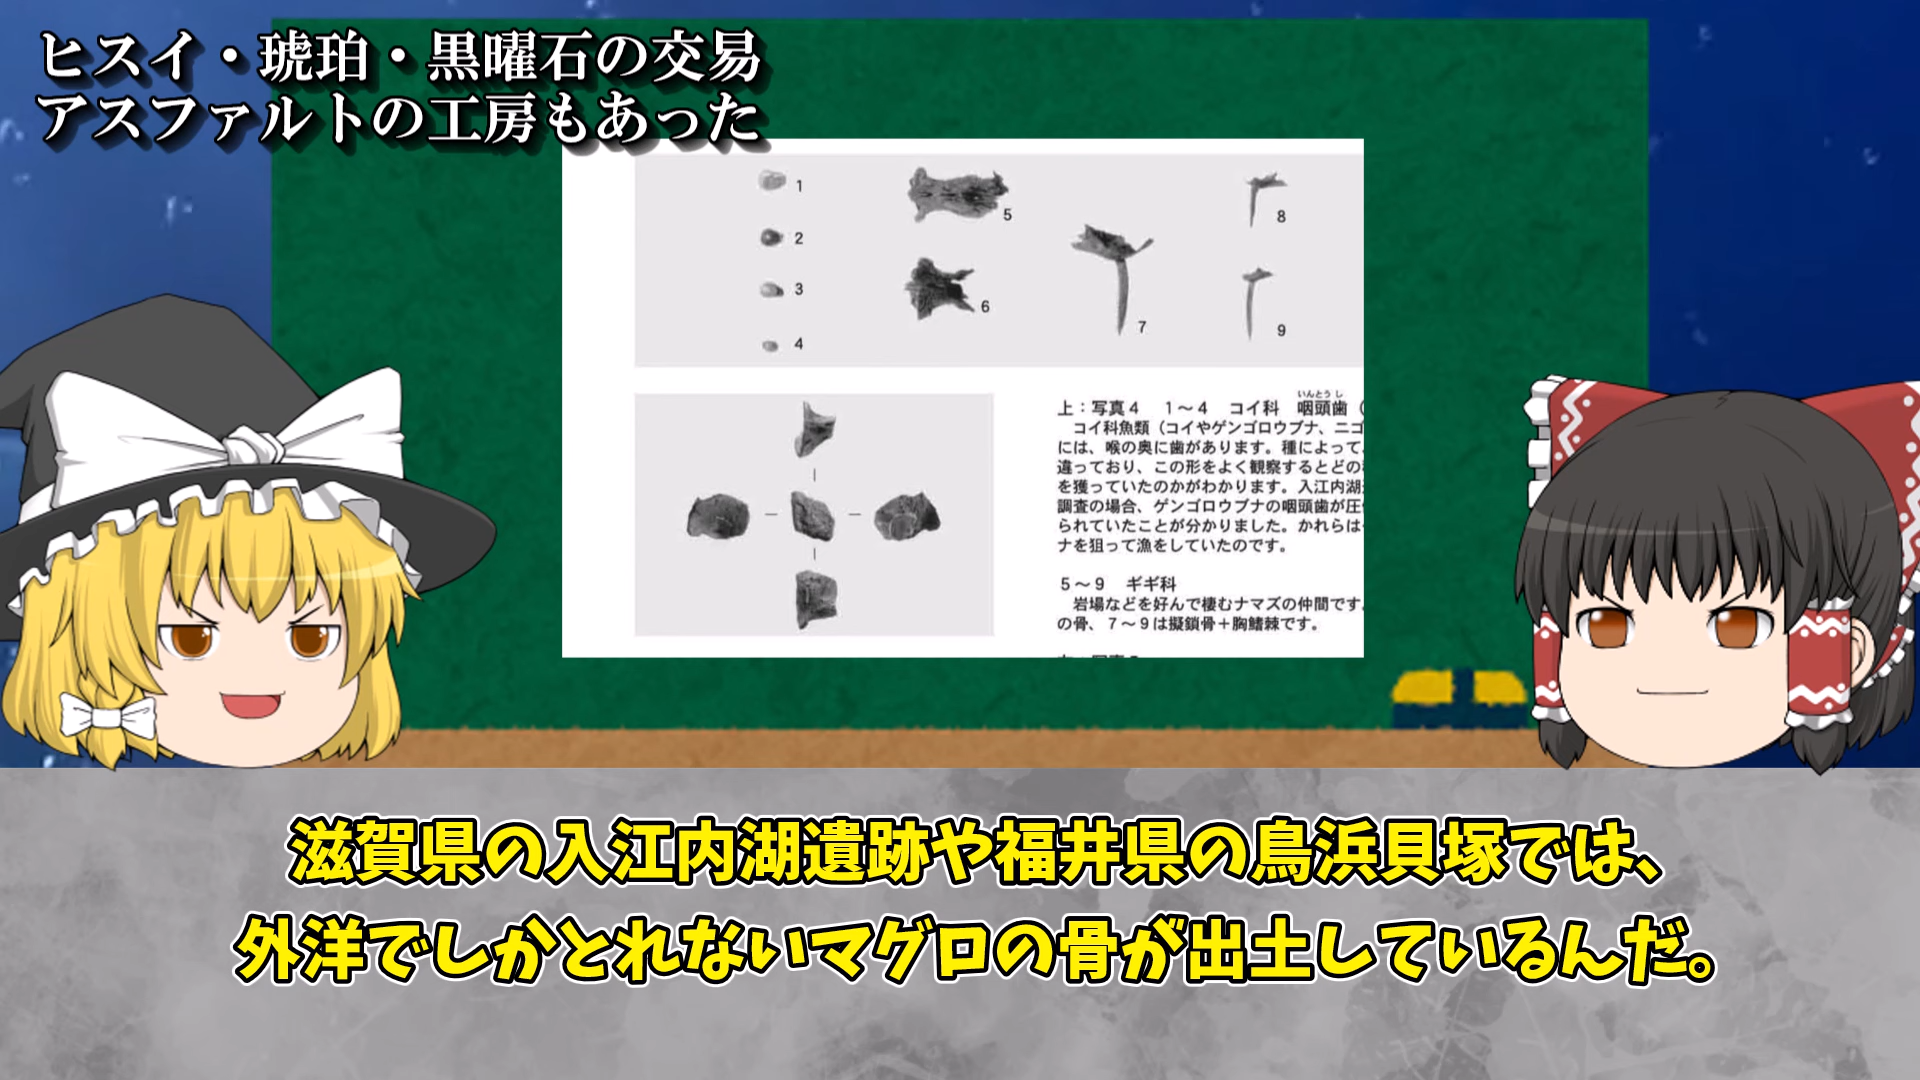 ヒスイ・琥珀・黒曜石の交易
アスファルトの工房もあった
1
2
3
4
5
6
7
8
9
いんとうし
上：写真４　１～４　コイ科　咽頭歯（
コイ科魚類（コイやゲンゴロウブナ、ニゴ
には、喉の奥に歯があります。種によって
違っており、この形をよく観察するとどの
を獲っていたのかがわかります。入江内湖
調査の場合、ゲンゴロウブナの咽頭歯が圧
られていたことが分かりました。かれらは
ナを狙って漁をしていたのです。
５～９　ギギ科
岩場などを好んで棲むナマズの仲間です
の骨、７～９は擬鎖骨＋胸鰭棘です。
滋賀県の入江内湖遺跡や福井県の鳥浜貝塚では、
外洋でしかとれないマグロの骨が出土しているんだ。